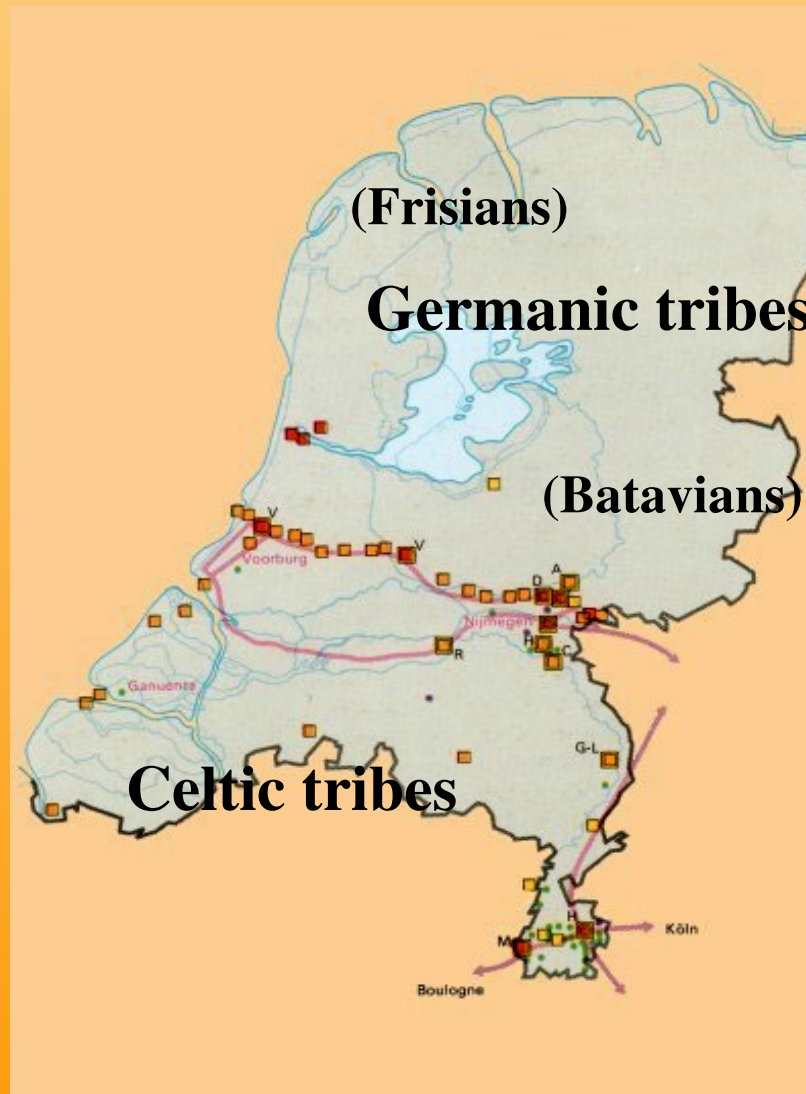 (Frisians)
Germanic tribes
(Batavians)
V
V
Voorburg
A
D
Nijmegen
H
C
R
Ganuenta
G-L
Celtic tribes
H
M
Köln
Boulogne